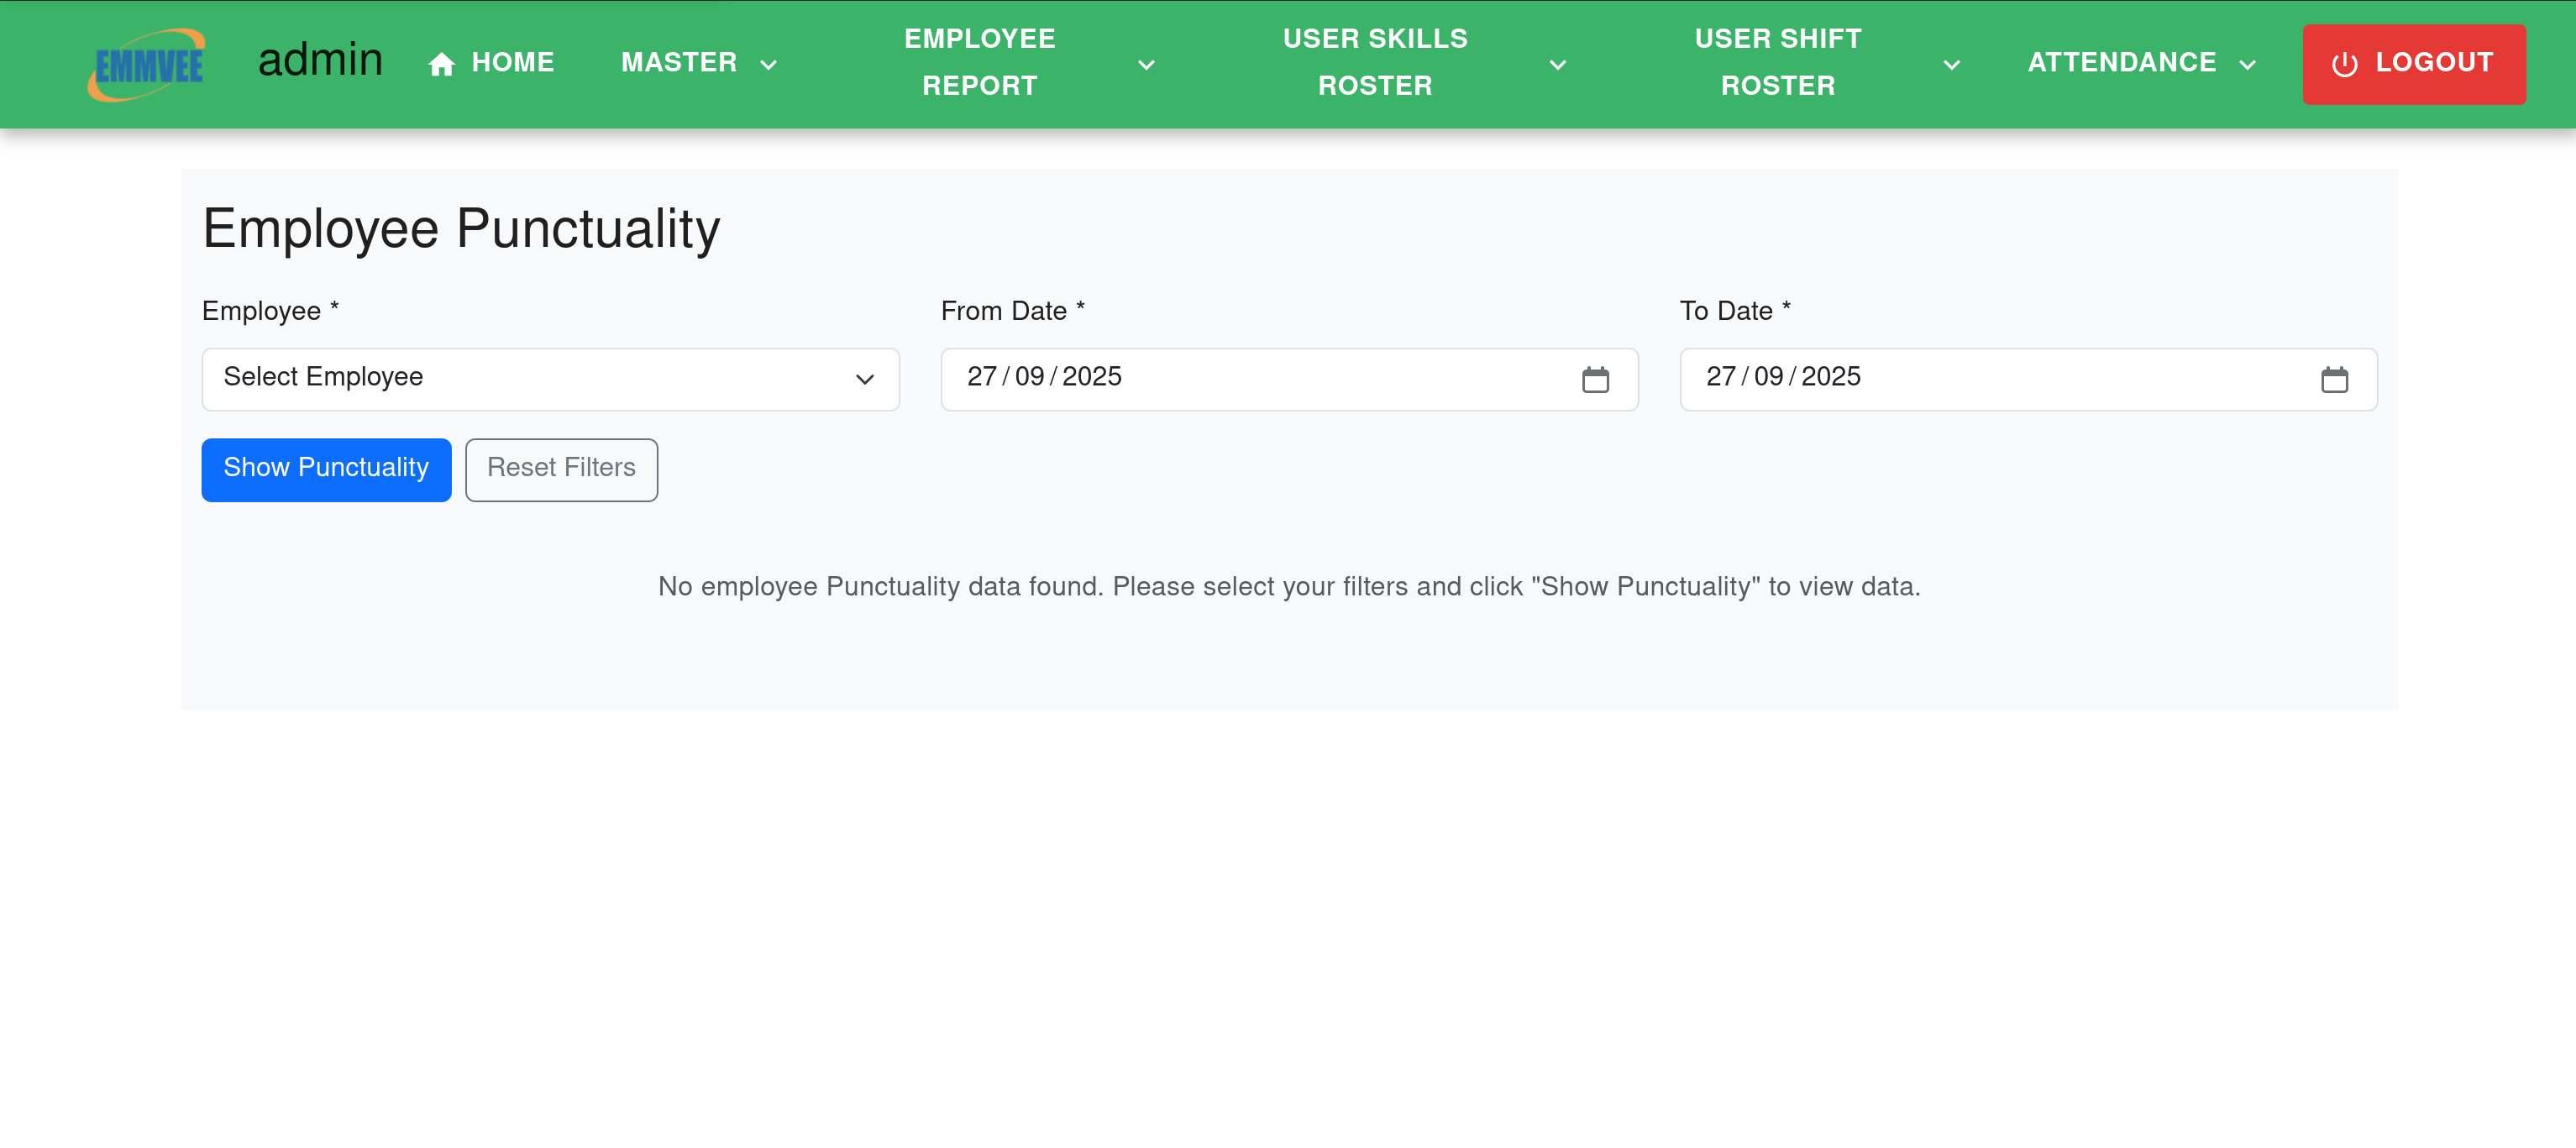 EMMVEE admin HOME MASTER EMPLOYEE REPORT USER SKILLS ROSTER USER SHIFT ROSTER ATTENDANCE LOGOUT
Employee Punctuality
Employee * From Date * To Date *
Select Employee 27/09/2025 27/09/2025
Show Punctuality Reset Filters
No employee Punctuality data found. Please select your filters and click "Show Punctuality" to view data.